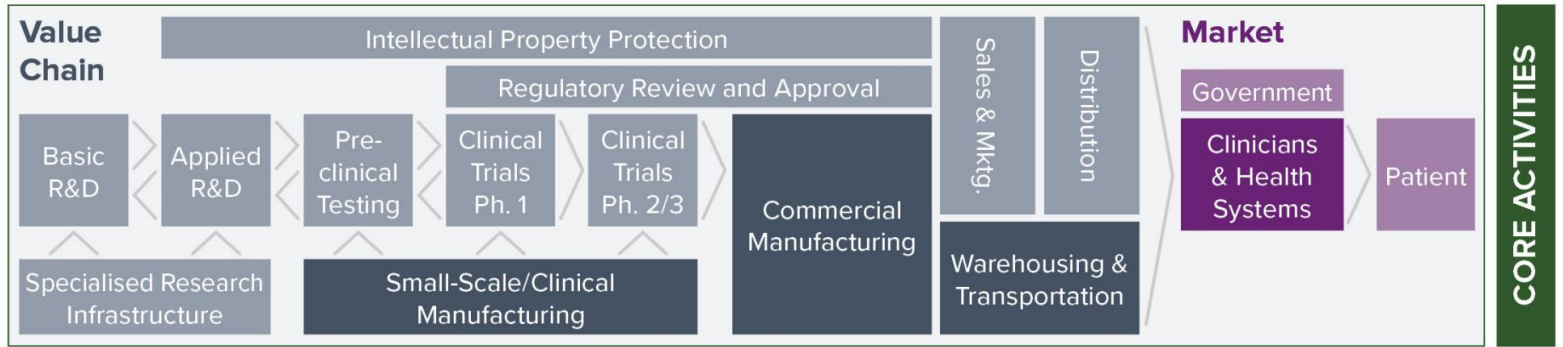 Value
Chain
Intellectual Property Protection
Regulatory Review and Approval
Basic
R&D
Applied
R&D
Pre-
clinical
Testing
Clinical
Trials
Ph. 1
Clinical
Trials
Ph. 2/3
Specialised Research
Infrastructure
Small-Scale/Clinical
Manufacturing
Commercial
Manufacturing
Sales & Mktg.
Distribution
Warehousing &
Transportation
Market
Government
Clinicians
& Health
Systems
Patient
CORE ACTIVITIES